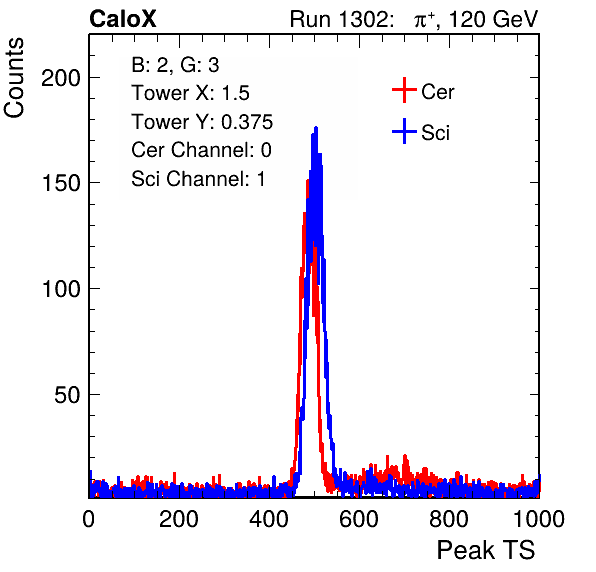 CaloX Run 1302: π⁺, 120 GeV
B: 2, G: 3
Tower X: 1.5
Tower Y: 0.375
Cer Channel: 0
Sci Channel: 1
Cer
Sci
Counts
200
150
100
50
0 200 400 600 800 1000
Peak TS